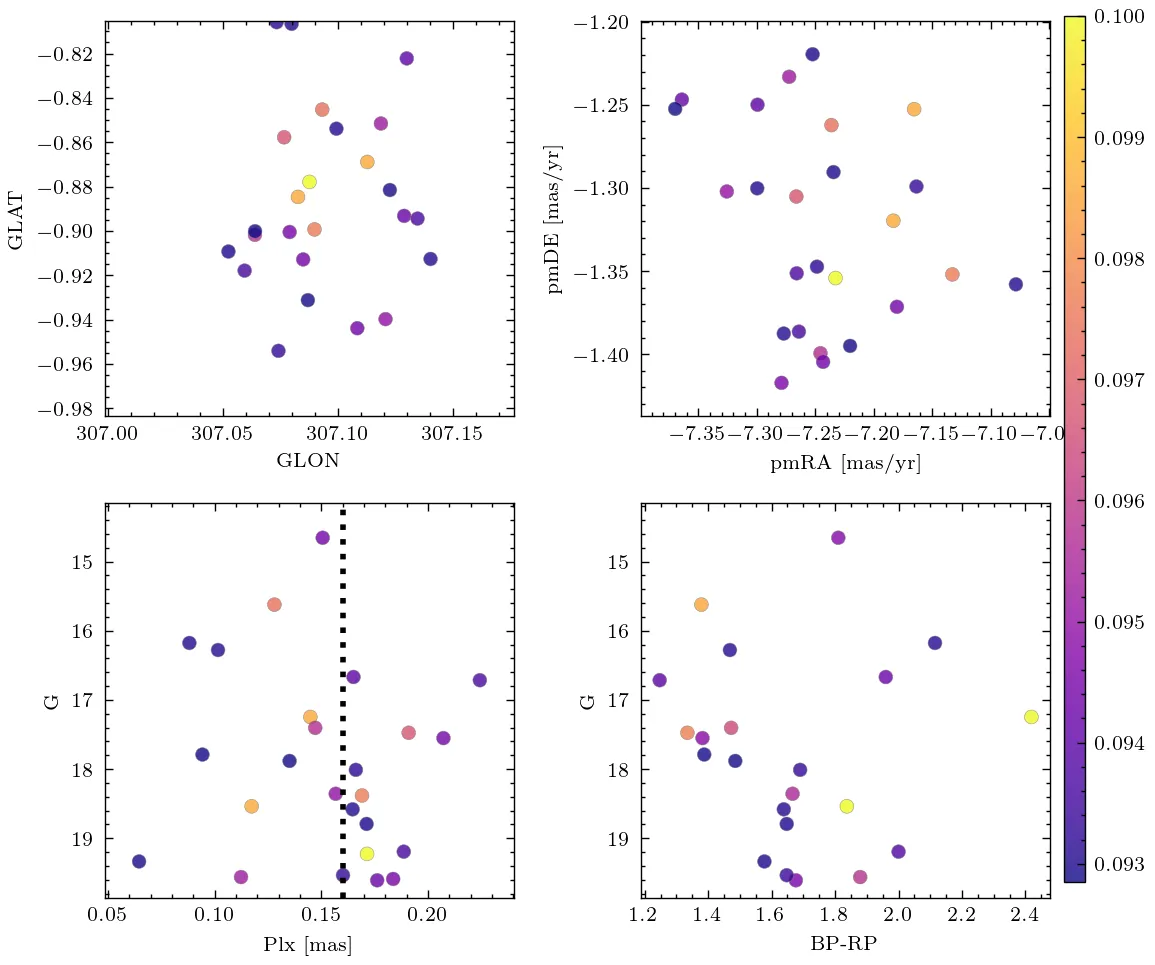 −0.82
−0.84
−0.86
−0.88
−0.90
−0.92
−0.94
−0.96
−0.98
GLAT
307.00 307.05 307.10 307.15
GLON
−1.20
−1.25
−1.30
−1.35
−1.40
pmDE [mas/yr]
−7.35 −7.30 −7.25 −7.20 −7.15 −7.10 −7.0
pmRA [mas/yr]
15
16
17
18
19
G
0.05 0.10 0.15 0.20
Plx [mas]
15
16
17
18
19
G
1.2 1.4 1.6 1.8 2.0 2.2 2.4
BP-RP
0.100
0.099
0.098
0.097
0.096
0.095
0.094
0.093